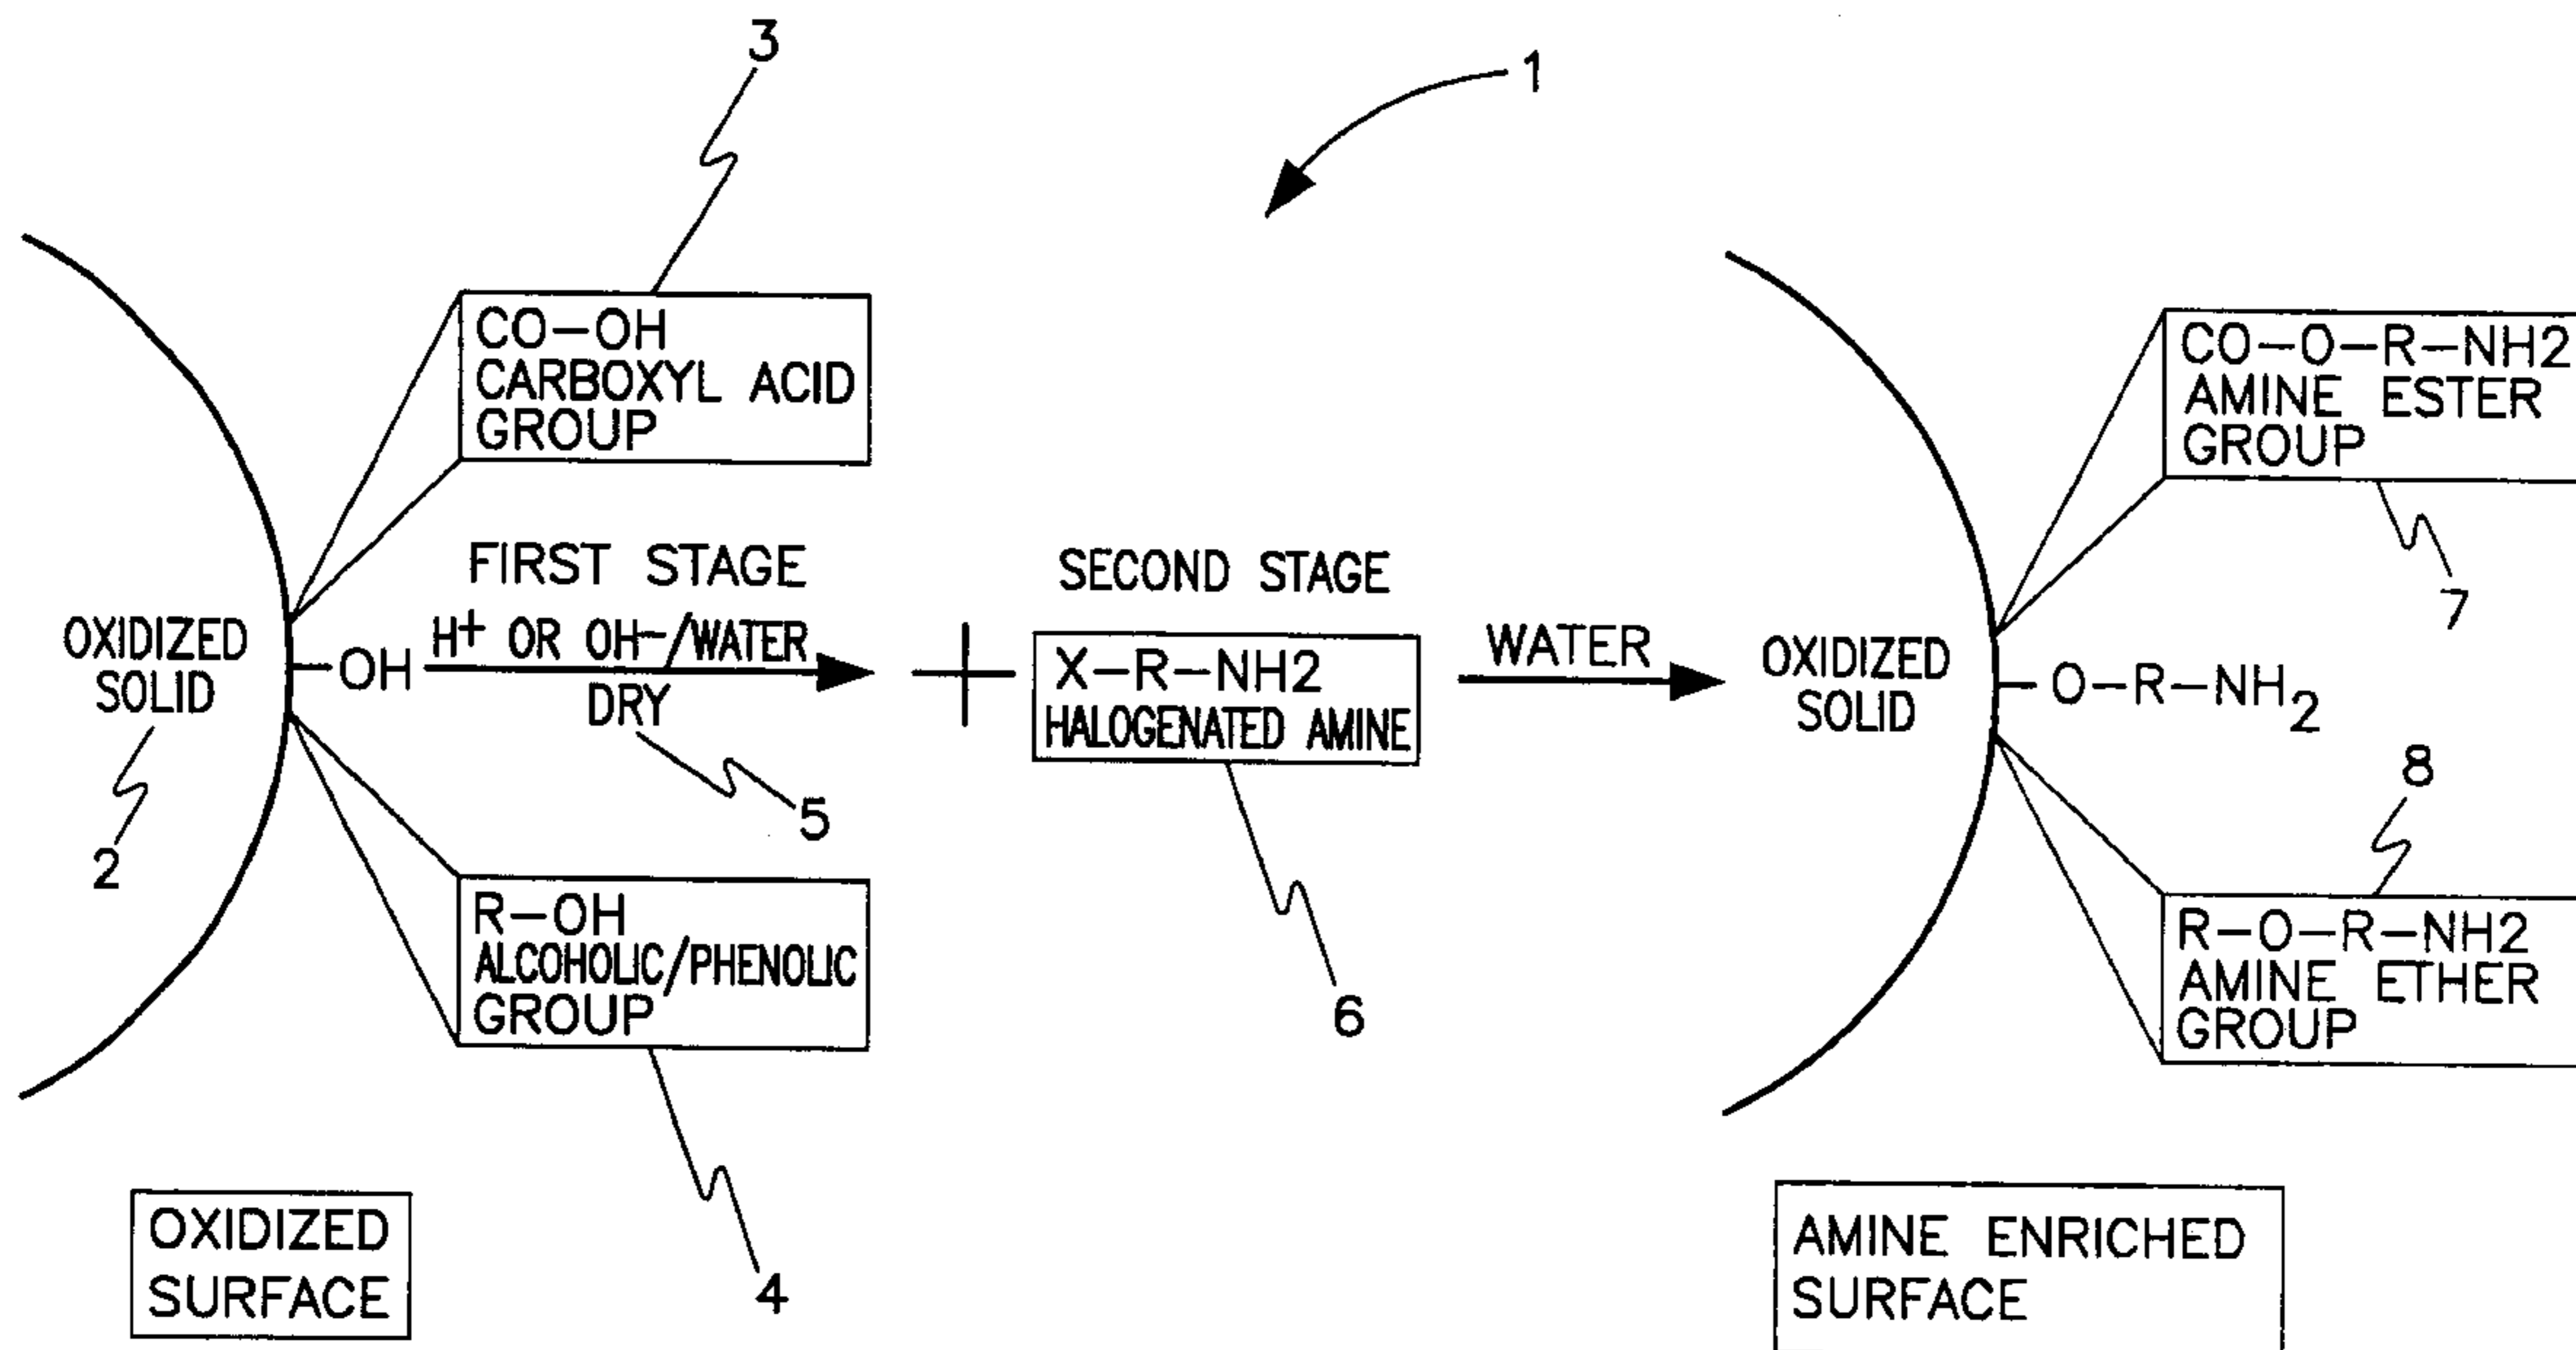 3
1
CO-OH
CARBOXYL ACID
GROUP
FIRST STAGE
H+ OR OH-/WATER
DRY
OXIDIZED
SOLID
-OH
2
5
R-OH
ALCOHOLIC/PHENOLIC
GROUP
4
OXIDIZED
SURFACE
+
SECOND STAGE
X-R-NH2
HALOGENATED AMINE
6
WATER
OXIDIZED
SOLID
CO-O-R-NH2
AMINE ESTER
GROUP
7
-O-R-NH₂
8
R-O-R-NH2
AMINE ETHER
GROUP
AMINE ENRICHED
SURFACE